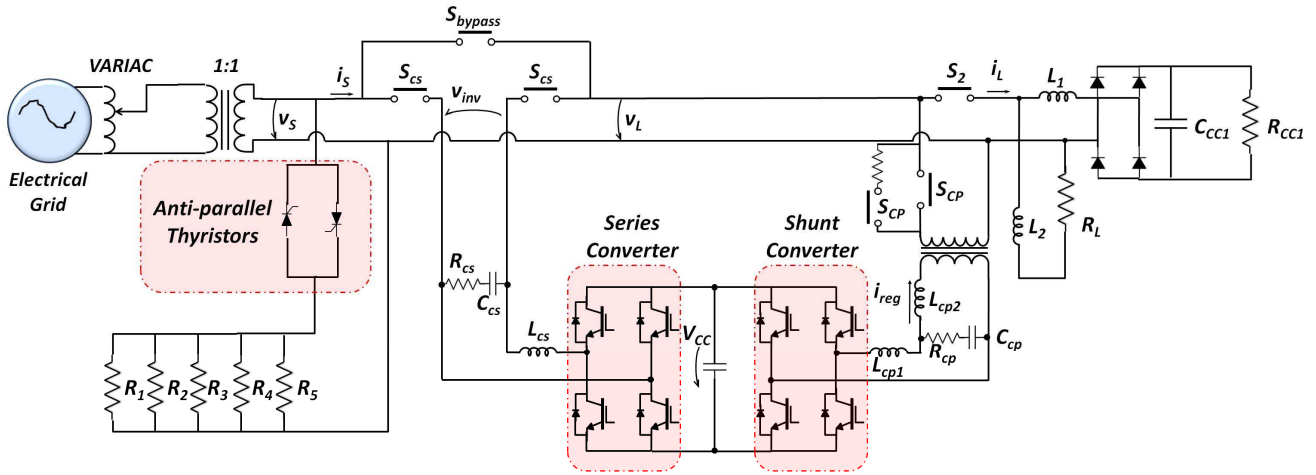 S_bypass
VARIAC
1:1
i_S
S_cs
v_inv
S_cs
S_2
i_L
L_1
v_S
v_L
C_CC1
R_CC1
Electrical
Grid
Anti-parallel
Thyristors
S_CP
S_CP
L_2
R_L
Series
Converter
Shunt
Converter
R_cs
C_cs
i_reg
L_cp2
L_cs
V_CC
R_cp
C_cp
L_cp1
R_1
R_2
R_3
R_4
R_5